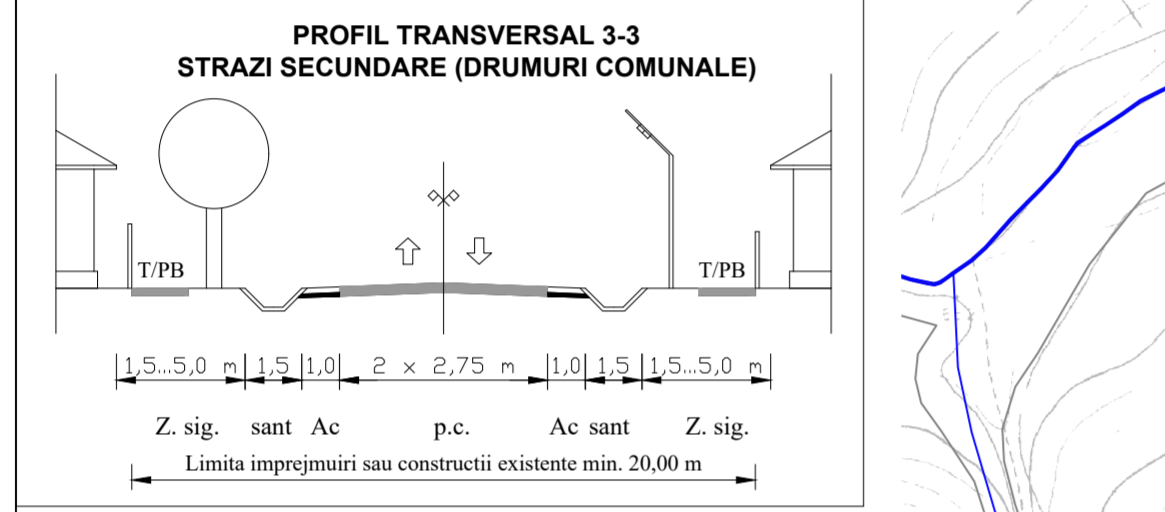 PROFIL TRANSVERSAL 3-3
STRAZI SECUNDARE (DRUMURI COMUNALE)
T/PB T/PB
1,5...5,0 m 1,5 1,0 2 x 2,75 m 1,0 1,5 1,5...5,0 m
Z. sig. sant Ac p.c. Ac sant Z. sig.
Limita imprejmuiri sau constructii existente min. 20,00 m